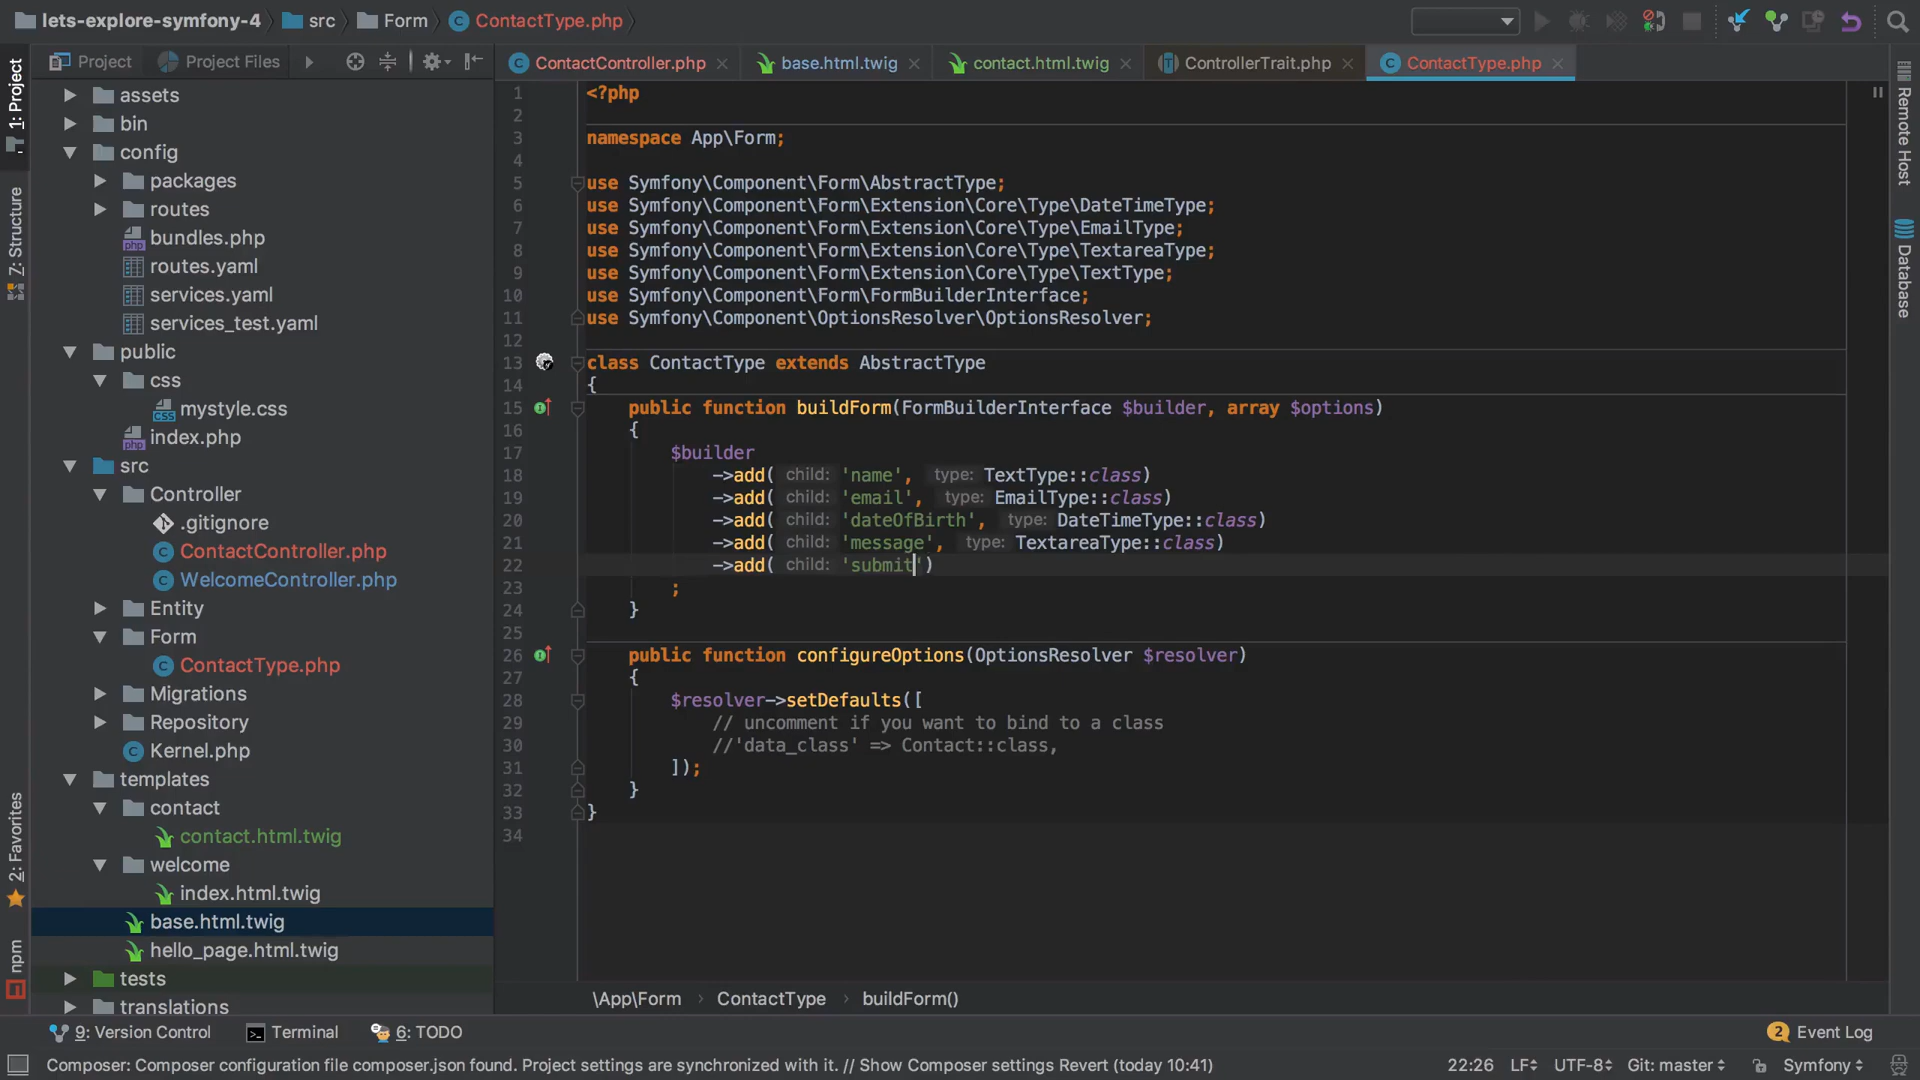 lets-explore-symfony-4
src
Form
ContactType.php
1: Project
7: Structure
2: Favorites
npm
Project
Project Files
ContactController.php
base.html.twig
contact.html.twig
ControllerTrait.php
ContactType.php
assets
bin
config
packages
routes
bundles.php
routes.yaml
services.yaml
services_test.yaml
public
css
mystyle.css
index.php
src
Controller
.gitignore
ContactController.php
WelcomeController.php
Entity
Form
ContactType.php
Migrations
Repository
Kernel.php
templates
contact
contact.html.twig
welcome
index.html.twig
base.html.twig
hello_page.html.twig
tests
translations
1 <?php
2
3 namespace App\Form;
4
5 use Symfony\Component\Form\AbstractType;
6 use Symfony\Component\Form\Extension\Core\Type\DateTimeType;
7 use Symfony\Component\Form\Extension\Core\Type\EmailType;
8 use Symfony\Component\Form\Extension\Core\Type\TextareaType;
9 use Symfony\Component\Form\Extension\Core\Type\TextType;
10 use Symfony\Component\Form\FormBuilderInterface;
11 use Symfony\Component\OptionsResolver\OptionsResolver;
12
13 class ContactType extends AbstractType
14 {
15 public function buildForm(FormBuilderInterface $builder, array $options)
16 {
17 $builder
18 ->add( child: 'name', type: TextType::class)
19 ->add( child: 'email', type: EmailType::class)
20 ->add( child: 'dateOfBirth', type: DateTimeType::class)
21 ->add( child: 'message', type: TextareaType::class)
22 ->add( child: 'submit')
23 ;
24 }
25
26 public function configureOptions(OptionsResolver $resolver)
27 {
28 $resolver->setDefaults([
29 // uncomment if you want to bind to a class
30 //'data_class' => Contact::class,
31 ]);
32 }
33 }
34
\App\Form
ContactType
buildForm()
Remote Host
Database
9: Version Control
Terminal
6: TODO
2 Event Log
Composer: Composer configuration file composer.json found. Project settings are synchronized with it. // Show Composer settings Revert (today 10:41)
22:26
LF
UTF-8
Git: master
Symfony